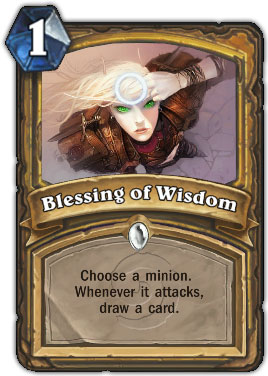 1
Blessing of Wisdom
Choose a minion.
Whenever it attacks,
draw a card.